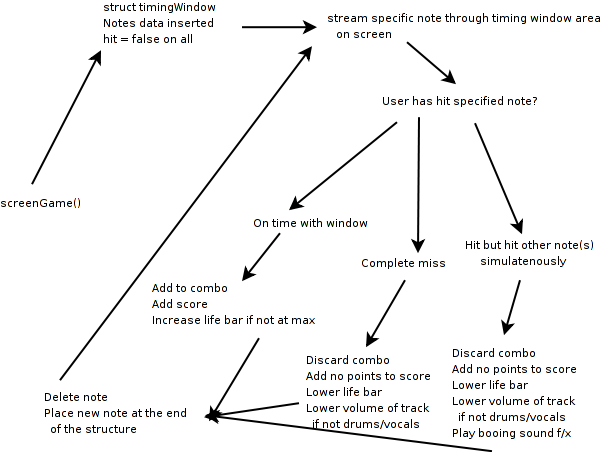 struct timingWindow
Notes data inserted
hit = false on all
stream specific note through timing window area
on screen
User has hit specified note?
screenGame()
On time with window
Hit but hit other note(s)
simulatenously
Complete miss
Add to combo
Add score
Increase life bar if not at max
Discard combo
Add no points to score
Lower life bar
Lower volume of track
if not drums/vocals
Discard combo
Add no points to score
Lower life bar
Lower volume of track
if not drums/vocals
Play booing sound f/x
Delete note
Place new note at the end
of the structure